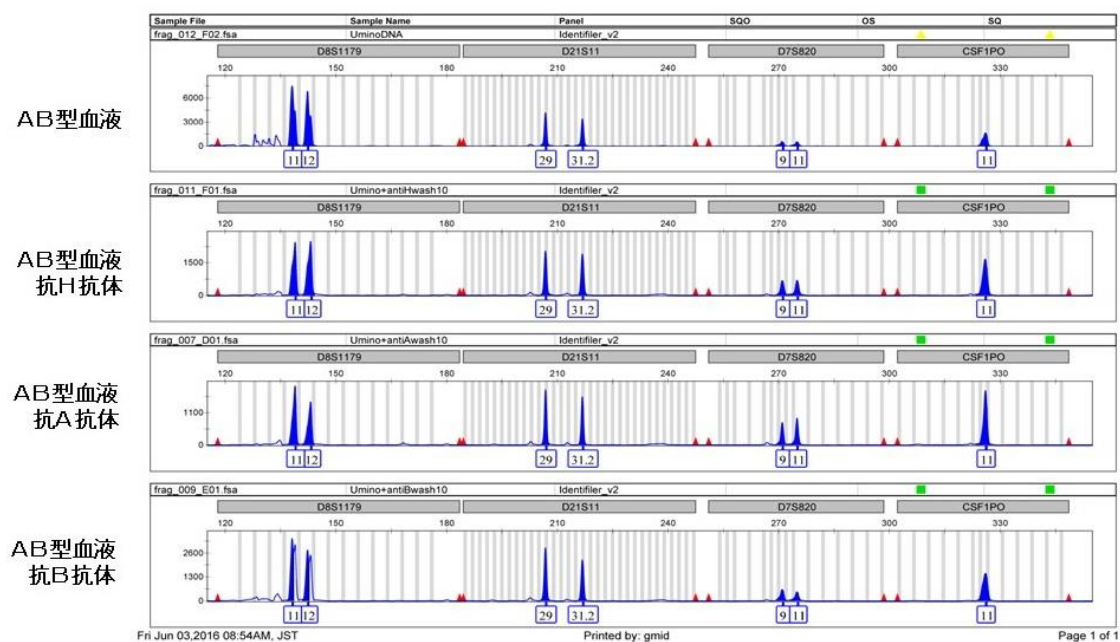 Sample File Sample Name Panel SQO OS SQ
frag_012_F02.fsa UminoDNA Identifiler_v2
D8S1179 D21S11 D7S820 CSF1PO
120 150 180 210 240 270 300 330
AB型血液
6000
3000
0
11 12 29 31.2 9 11 11
frag_011_F01.fsa Umino+antiHwash10 Identifiler_v2
D8S1179 D21S11 D7S820 CSF1PO
120 150 180 210 240 270 300 330
AB型血液
抗H抗体
1500
0
11 12 29 31.2 9 11 11
frag_007_D01.fsa Umino+antiAwash10 Identifiler_v2
D8S1179 D21S11 D7S820 CSF1PO
120 150 180 210 240 270 300 330
AB型血液
抗A抗体
1100
0
11 12 29 31.2 9 11 11
frag_009_E01.fsa Umino+antiBwash10 Identifiler_v2
D8S1179 D21S11 D7S820 CSF1PO
120 150 180 210 240 270 300 330
AB型血液
抗B抗体
2600
1300
0
11 12 29 31.2 9 11 11
Fri Jun 03,2016 08:54AM, JST Printed by: gmid Page 1 of 1